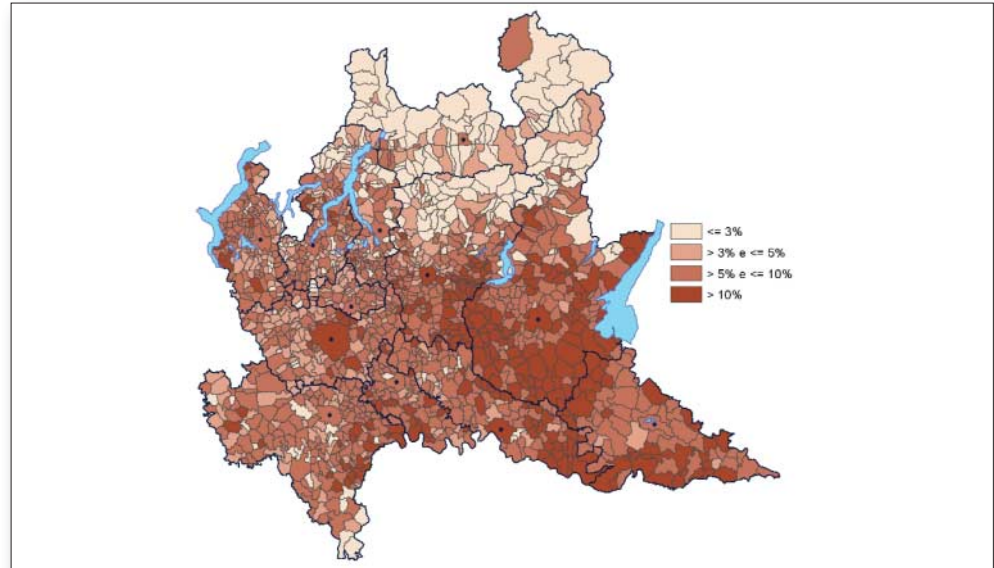 <= 3%
> 3% e <= 5%
> 5% e <= 10%
> 10%